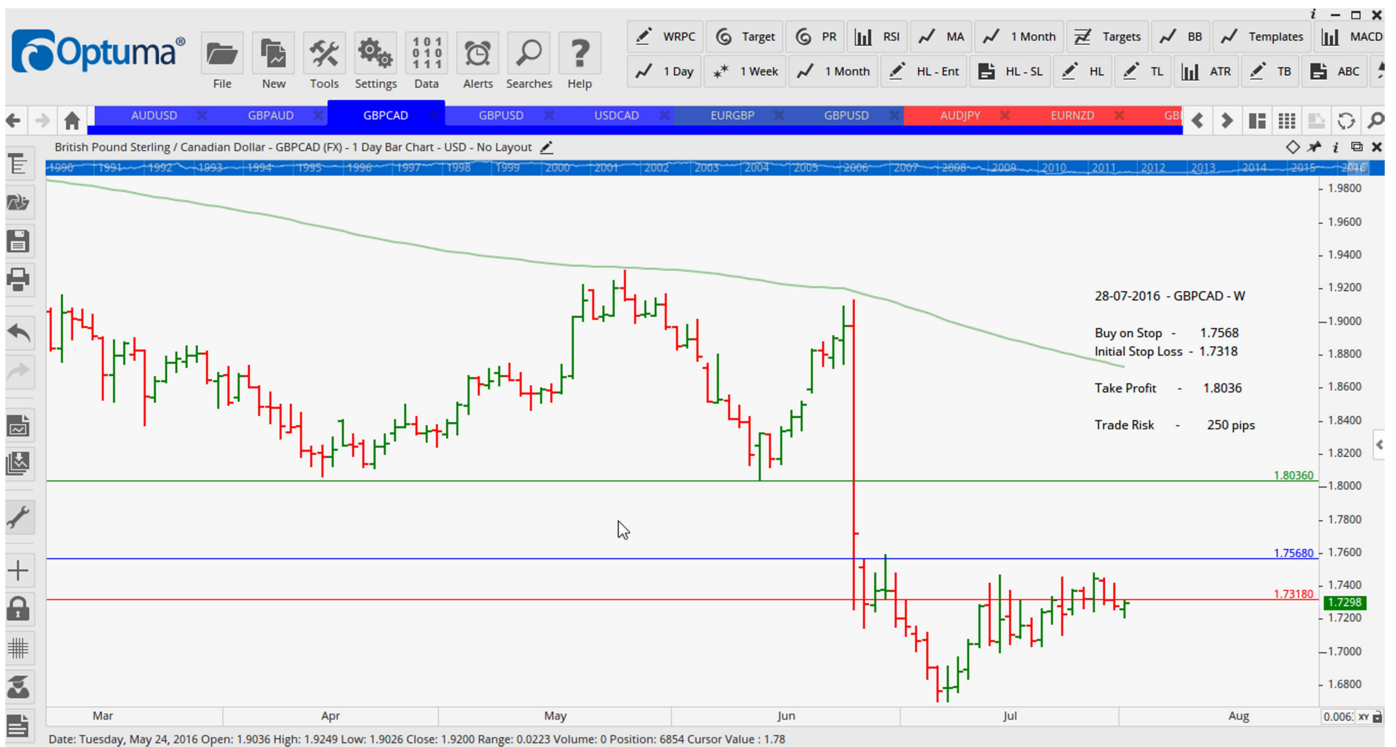 Optuma®
File New Tools Settings Data Alerts Searches Help
101
010
111
WRPC Target PR RSI MA 1 Month Targets BB Templates MACD
1 Day 1 Week 1 Month HL - Ent HL - SL HL TL ATR TB ABC
AUDUSD GBPAUD GBPCAD GBPUSD USDCAD EURGBP GBPUSD AUDJPY EURNZD
British Pound Sterling / Canadian Dollar - GBPCAD (FX) - 1 Day Bar Chart - USD - No Layout
1990 1991 1992 1993 1994 1995 1996 1997 1998 1999 2000 2001 2002 2003 2004 2005 2006 2007 2008 2009 2010 2011 2012 2013 2014 2015 2016
1.9800
1.9600
1.9400
1.9200
1.9000
1.8800
1.8600
1.8400
1.8200
1.8000
1.7800
1.7600
1.7400
1.7298
1.7200
1.7000
1.6800
28-07-2016 - GBPCAD - W
Buy on Stop - 1.7568
Initial Stop Loss - 1.7318
Take Profit - 1.8036
Trade Risk - 250 pips
1.80360
1.75680
1.73180
Mar Apr May Jun Jul Aug
0.006: XY
Date: Tuesday, May 24, 2016 Open: 1.9036 High: 1.9249 Low: 1.9026 Close: 1.9200 Range: 0.0223 Volume: 0 Position: 6854 Cursor Value : 1.78